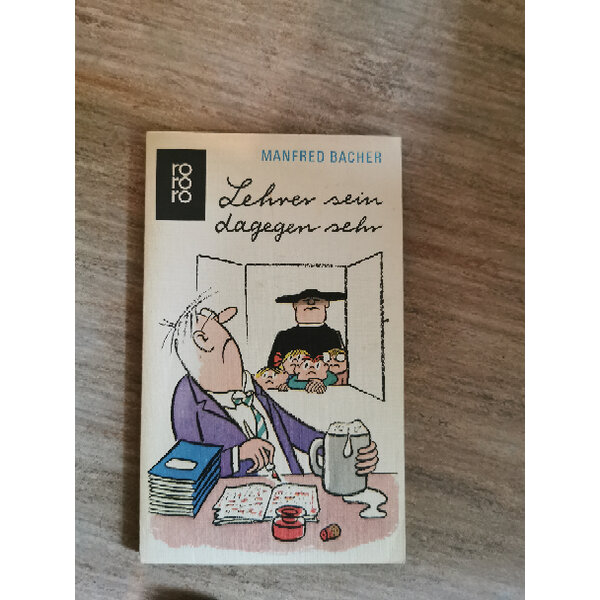 ro
ro
ro
MANFRED BACHER
Lehrer sein
dagegen sehr